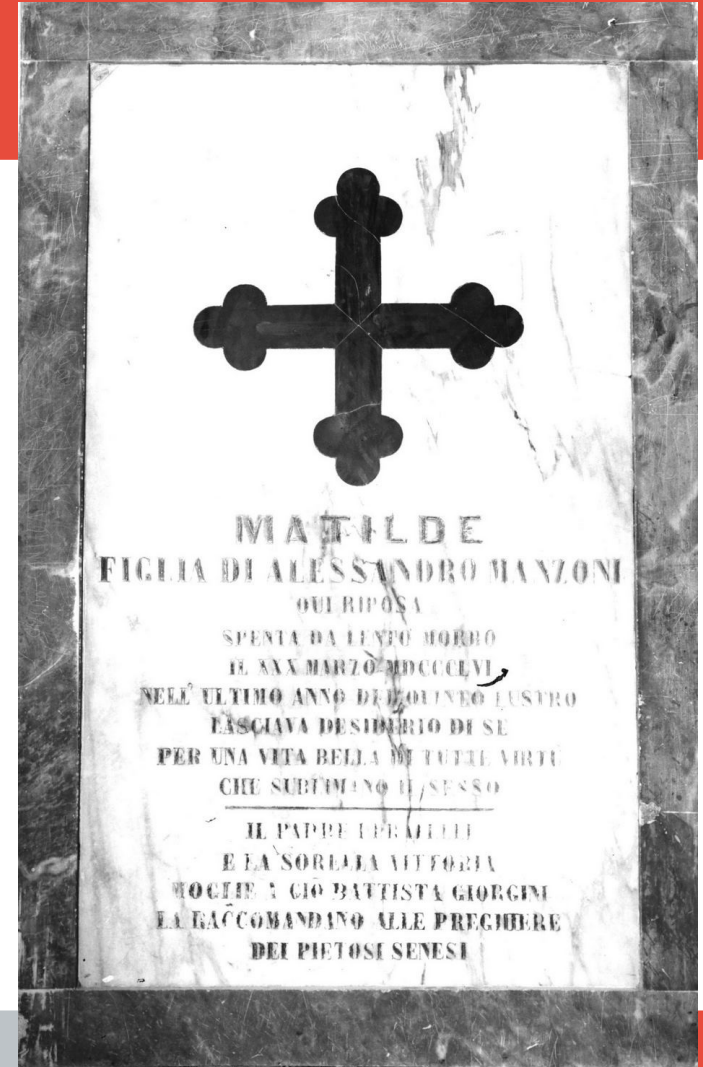 MATILDE
FIGLIA DI ALESSANDRO MANZONI
QUI RIPOSA
SPENTA DA LENTO MORBO
IL XXX MARZO MDCCCLVI
NELL'ULTIMO ANNO DEL QUINTO LUSTRO
LASCIAVA DESIDERIO DI SE
PER UNA VITA BELLA DI TUTTE VIRTÙ
CHE SUBLIMANO IL SESSO
IL PADRE I FRATELLI
E LA SORELLA VITTORIA
MOGLIE A GIO BATTISTA GIORGINI
LA RACCOMANDANO ALLE PREGHIERE
DEI PIETOSI SENESI